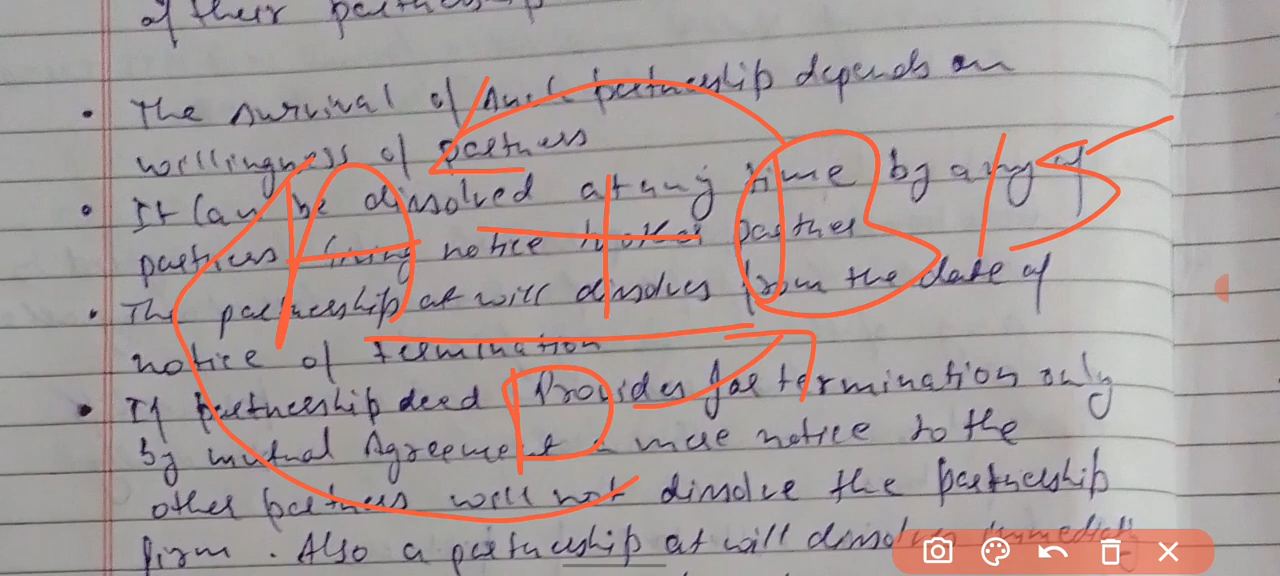 of their partnership
• The survival of such partnership depends on
willingness of partners
• It can be dissolved at any time by any of
partners giving notice to other partner
• The partnership at will dissolves from the date of
notice of termination
• If partnership deed Provides for termination only
by mutual Agreement a mere notice to the
other partners will not dissolve the partnership
firm. Also a partnership at will dissolves immediately